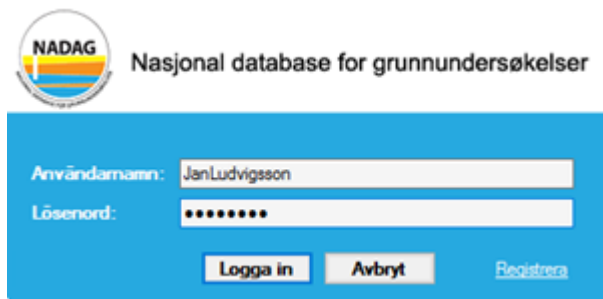 NADAG
Nasjonal database for grunnundersøkelser
Användarnamn: JanLudvigsson
Lösenord: ●●●●●●●●
Logga in Avbryt Registrera